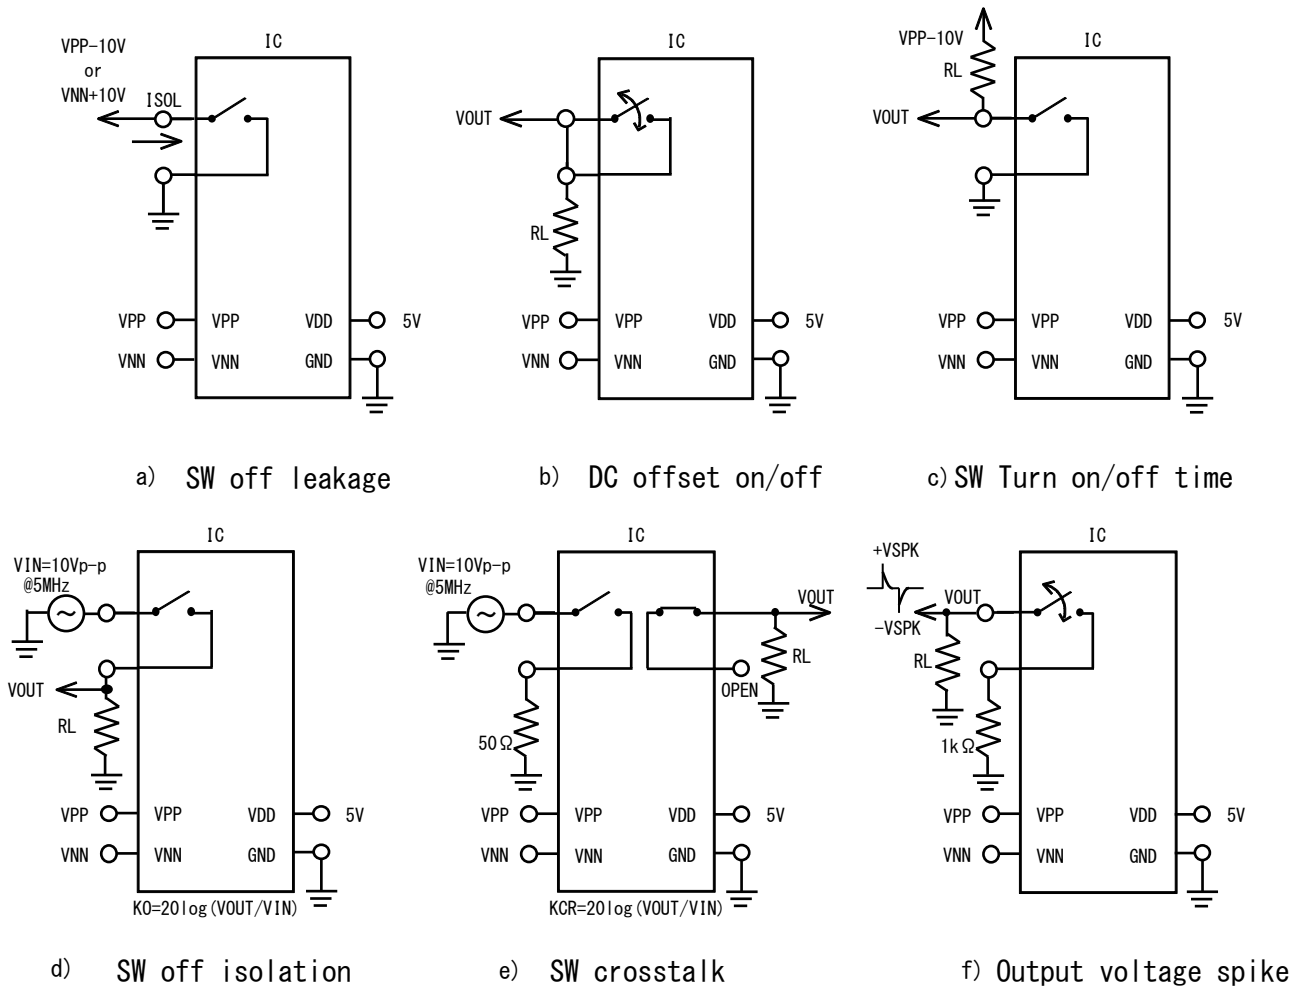 IC
VPP-10V
or
VNN+10V
ISOL
VPP
VPP
VDD
5V
VNN
VNN
GND
a) SW off leakage
IC
VOUT
RL
VPP
VPP
VDD
5V
VNN
VNN
GND
b) DC offset on/off
VPP-10V
IC
RL
VOUT
VPP
VPP
VDD
5V
VNN
VNN
GND
c) SW Turn on/off time
IC
VIN=10Vp-p
@5MHz
VOUT
RL
VPP
VPP
VDD
5V
VNN
VNN
GND
KO=20log(VOUT/VIN)
d) SW off isolation
IC
VIN=10Vp-p
@5MHz
VOUT
RL
OPEN
50Ω
VPP
VPP
VDD
5V
VNN
VNN
GND
KCR=20log(VOUT/VIN)
e) SW crosstalk
IC
+VSPK
VOUT
-VSPK
RL
1kΩ
VPP
VPP
VDD
5V
VNN
VNN
GND
f) Output voltage spike